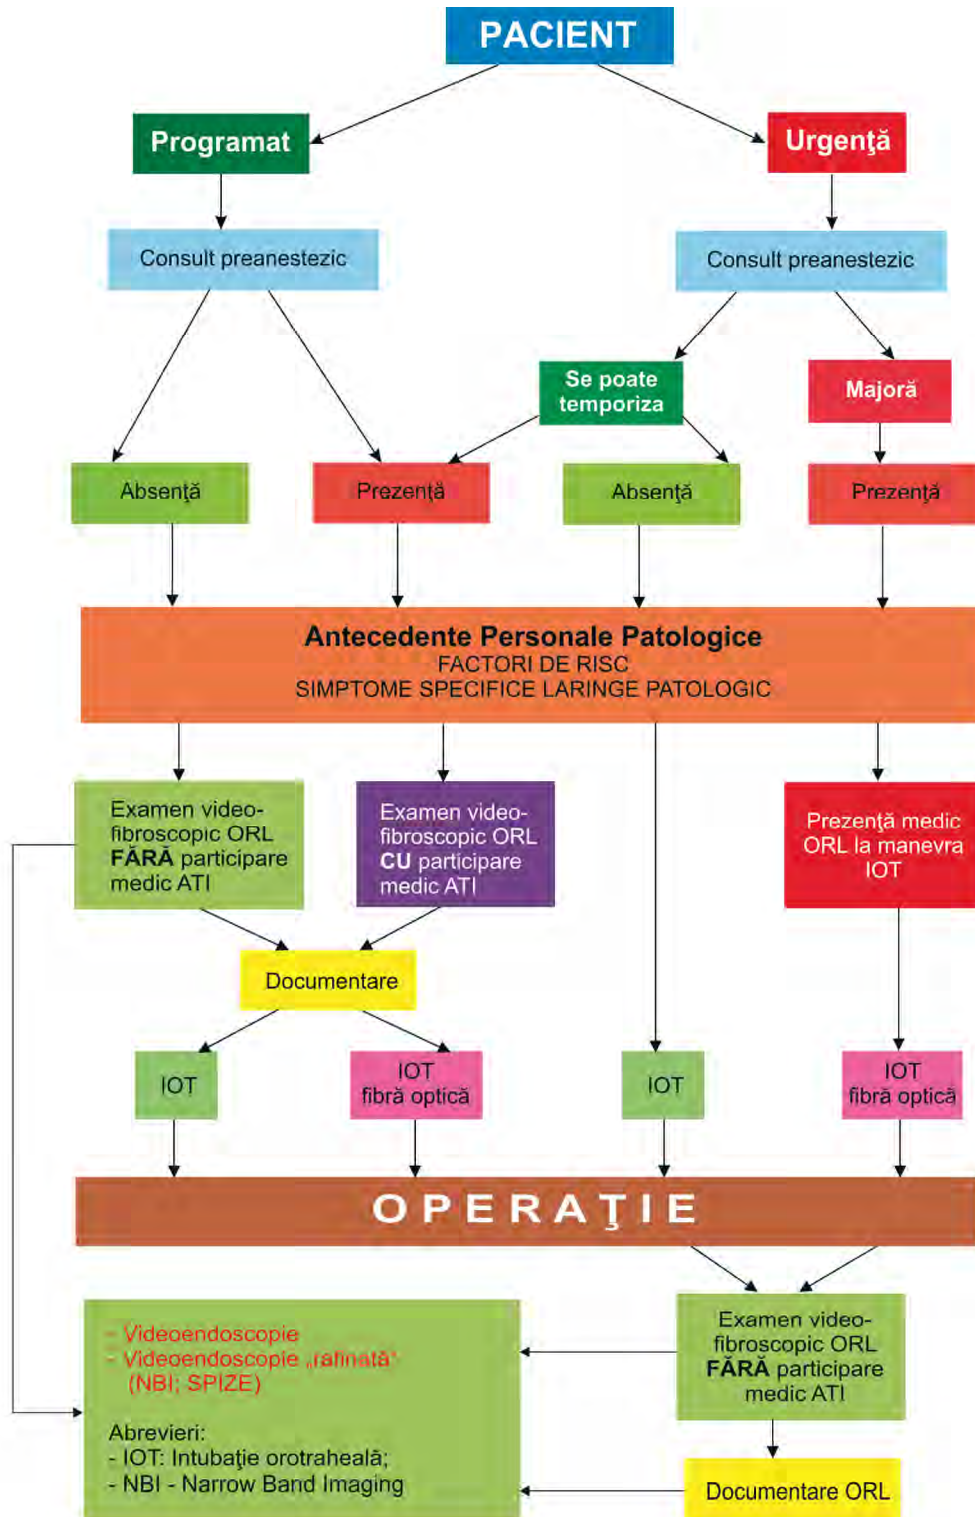 PACIENT
Programat
Urgenţă
Consult preanestezic
Consult preanestezic
Se poate
temporiza
Majoră
Absenţă
Prezenţă
Absenţă
Prezenţă
Antecedente Personale Patologice
FACTORI DE RISC
SIMPTOME SPECIFICE LARINGE PATOLOGIC
Examen video-
fibroscopic ORL
FĂRĂ participare
medic ATI
Examen video-
fibroscopic ORL
CU participare
medic ATI
Prezenţă medic
ORL la manevra
IOT
Documentare
IOT
IOT
fibră optică
IOT
IOT
fibră optică
OPERAŢIE
- Videoendoscopie
- Videoendoscopie „rafinată“
(NBI; SPIZE)
Abrevieri:
- IOT: Intubaţie orotraheală;
- NBI - Narrow Band Imaging
Examen video-
fibroscopic ORL
FĂRĂ participare
medic ATI
Documentare ORL